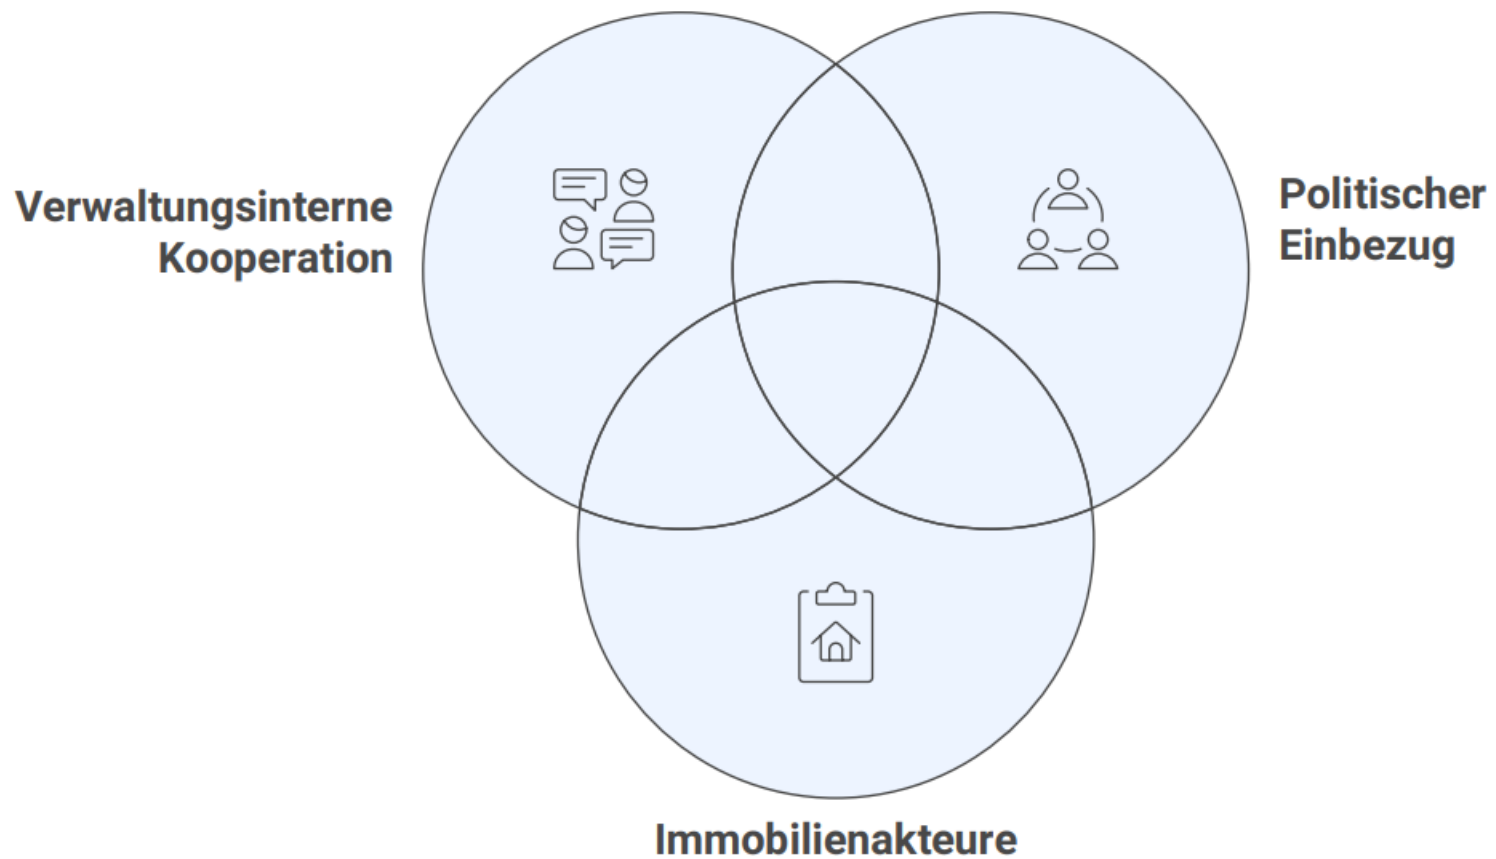 Verwaltungsinterne
Kooperation
Politischer
Einbezug
Immobilienakteure